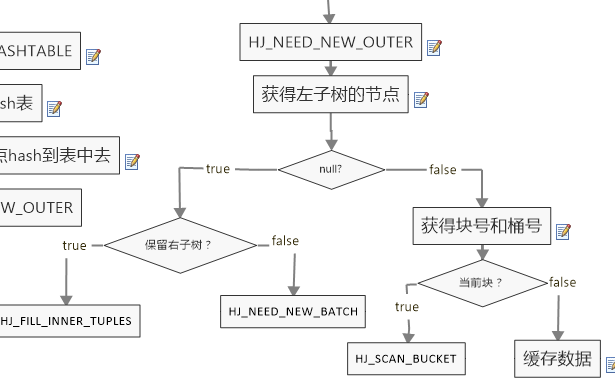 HJ_NEED_NEW_OUTER
ASHTABLE
获得左子树的节点
sh表
点hash到表中去
true
null?
false
W_OUTER
获得块号和桶号
true
保留右子树？
false
当前块？
false
HJ_FILL_INNER_TUPLES
HJ_NEED_NEW_BATCH
true
HJ_SCAN_BUCKET
缓存数据